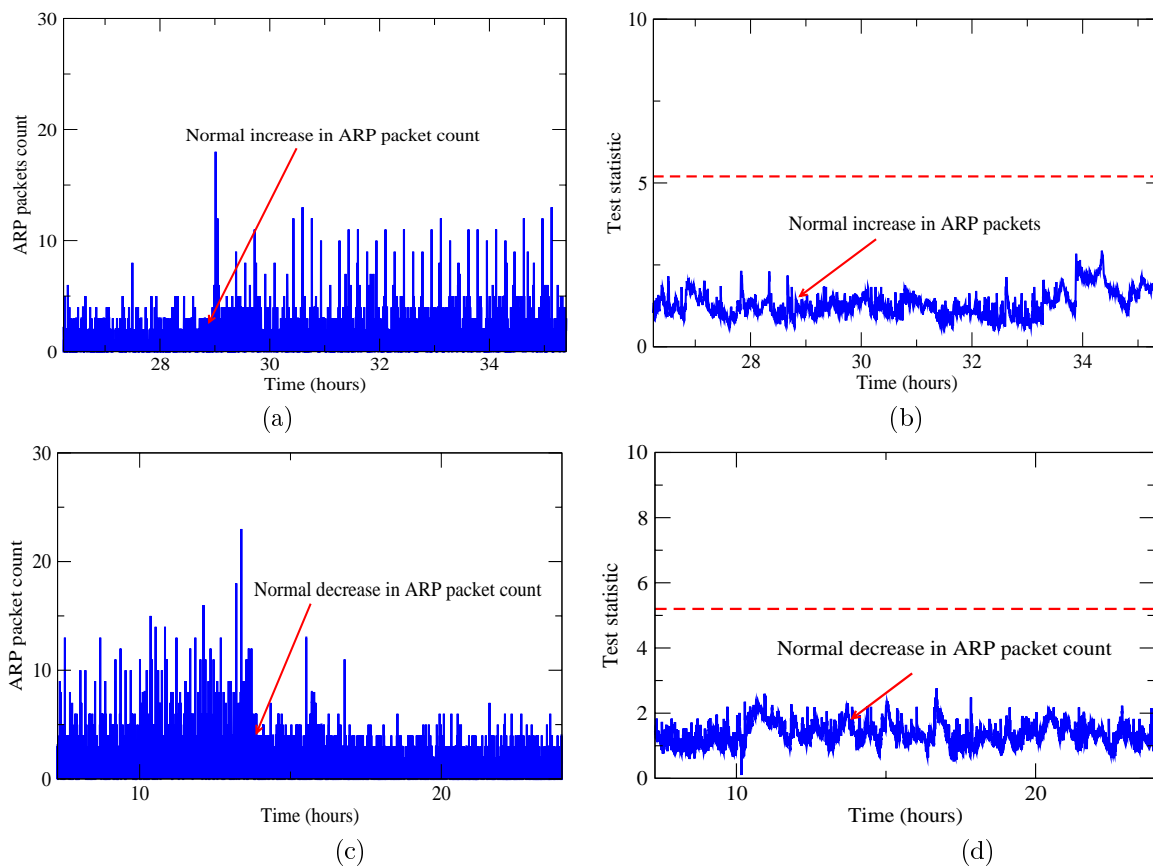 30
20
10
0
ARP packets count
Normal increase in ARP packet count
28
30
32
34
Time (hours)
(a)
10
5
0
Test statistic
Normal increase in ARP packets
28
30
32
34
Time (hours)
(b)
30
20
10
0
ARP packet count
Normal decrease in ARP packet count
10
20
Time (hours)
(c)
10
8
6
4
2
0
Test statistic
Normal decrease in ARP packet count
10
20
Time (hours)
(d)